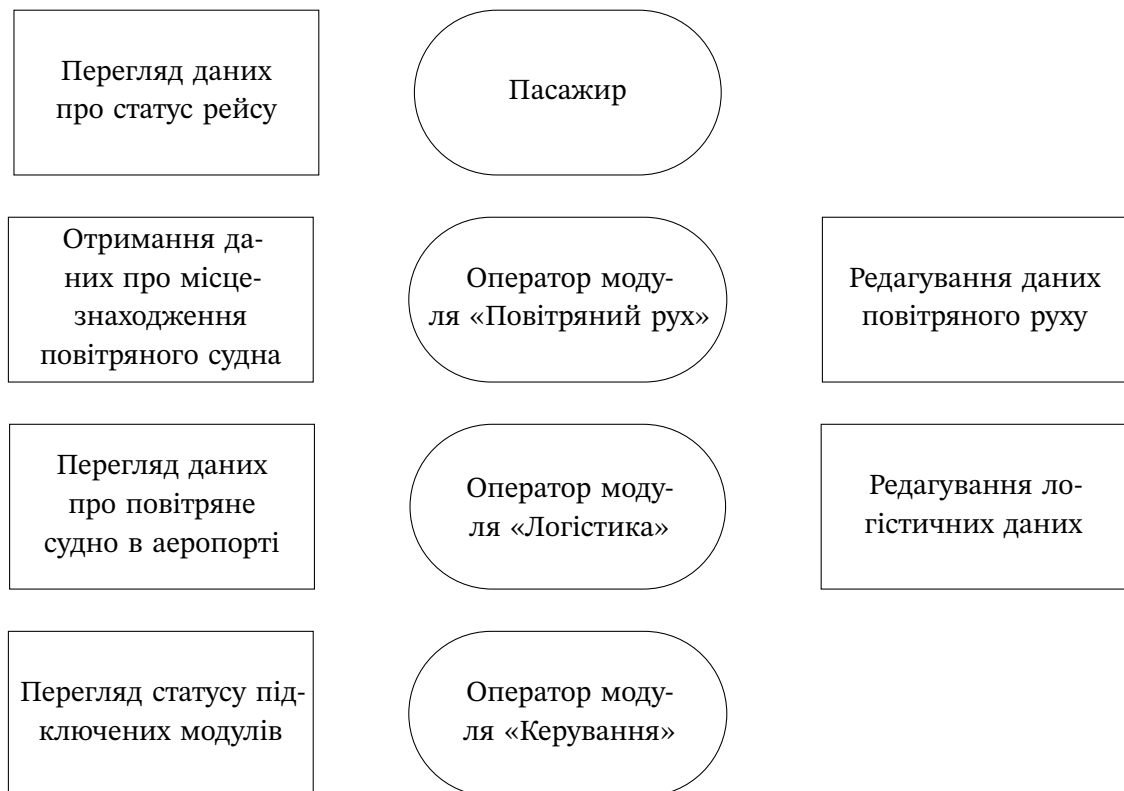 Перегляд даних
про статус рейсу
Пасажир
Отримання да-
них про місце-
знаходження
повітряного судна
Оператор моду-
ля «Повітряний рух»
Редагування даних
повітряного руху
Перегляд даних
про повітряне
судно в аеропорті
Оператор моду-
ля «Логістика»
Редагування ло-
гістичних даних
Перегляд статусу під-
ключених модулів
Оператор моду-
ля «Керування»